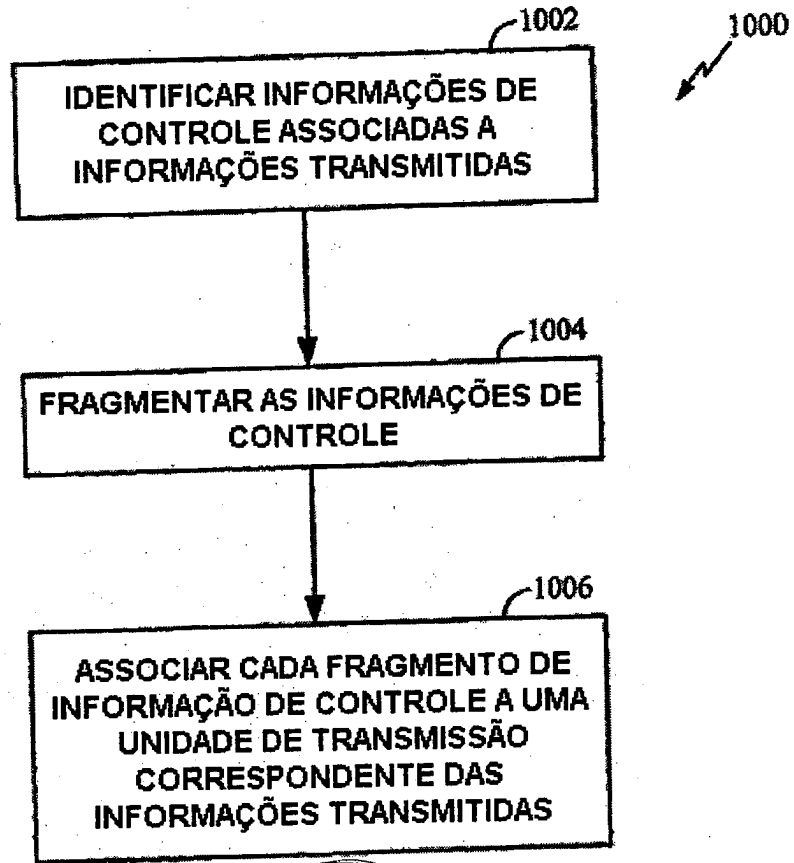 1002
1000
IDENTIFICAR INFORMAÇÕES DE
CONTROLE ASSOCIADAS A
INFORMAÇÕES TRANSMITIDAS
1004
FRAGMENTAR AS INFORMAÇÕES DE
CONTROLE
1006
ASSOCIAR CADA FRAGMENTO DE
INFORMAÇÃO DE CONTROLE A UMA
UNIDADE DE TRANSMISSÃO
CORRESPONDENTE DAS
INFORMAÇÕES TRANSMITIDAS